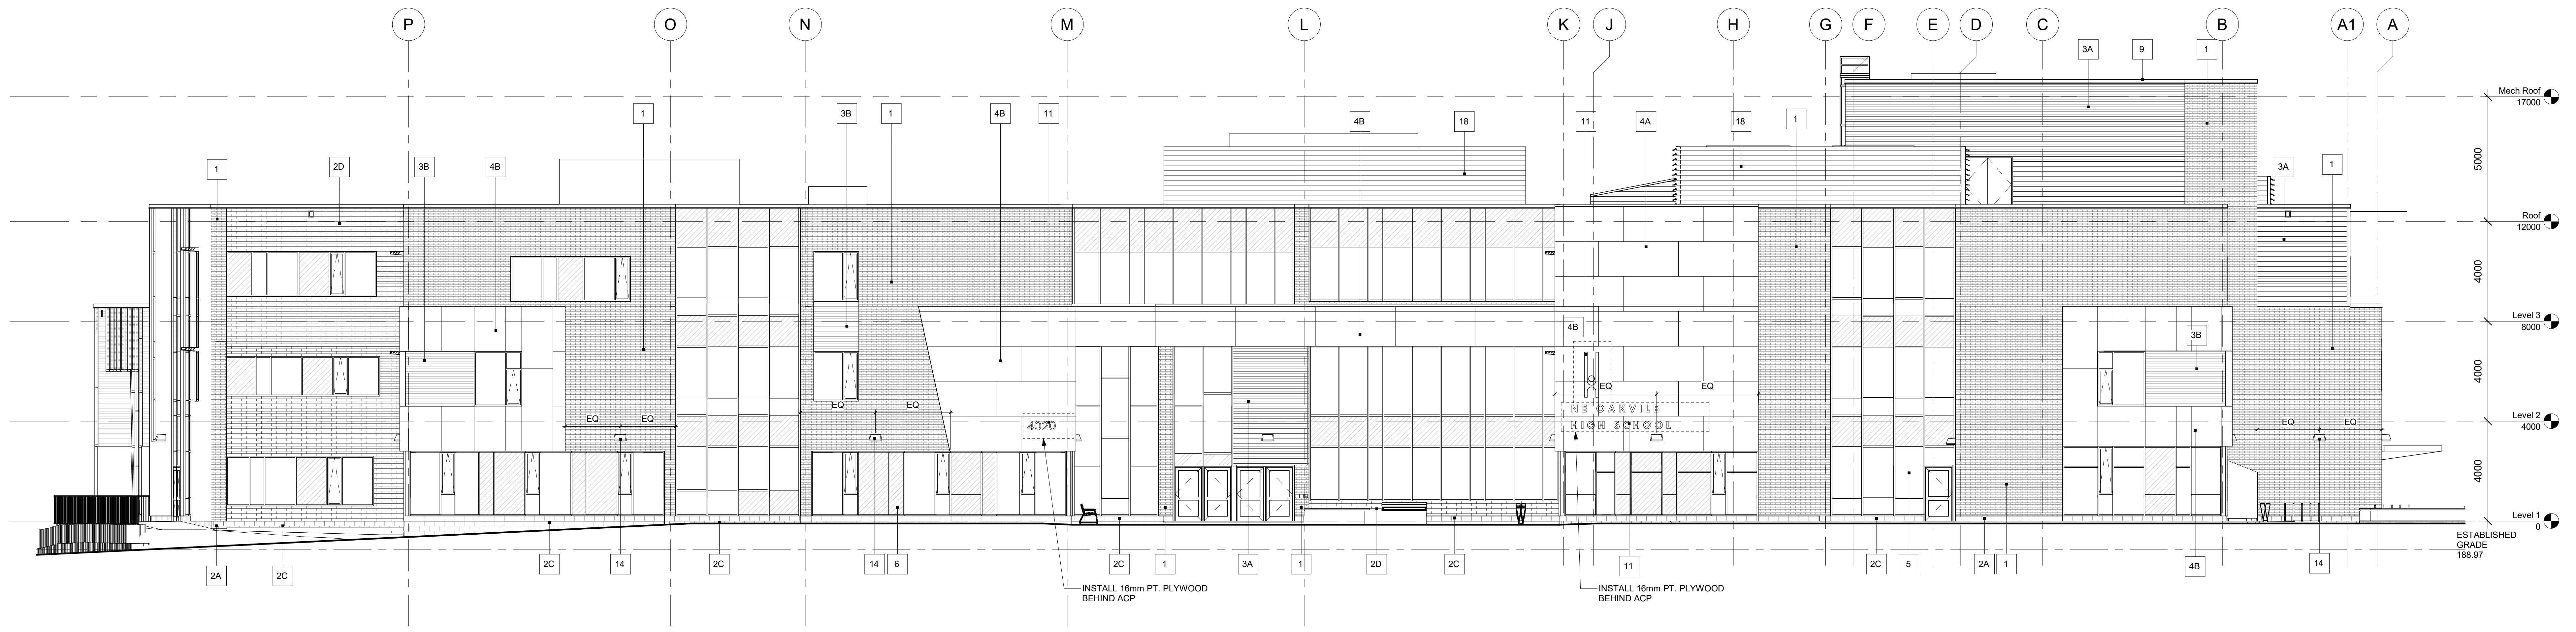 P O N M L K J H G F E D C B A1 A
3A 9 1
Mech Roof
17000
1 3B 1 4B 11 4B 18 11 4A 18 1
5000
1 2D 3B 4B 3A 1
Roof
12000
4000
Level 3
8000
4B
3B
4000
EQ EQ EQ EQ EQ EQ EQ EQ
NE OAKVILE
HIGH SCHOOL
4020
Level 2
4000
4000
Level 1
0
ESTABLISHED
GRADE
188.97
2A 2C 2C 14 2C 14 6 2C 1 3A 1 2D 2C 11 2C 5 2A 1 4B 14
INSTALL 16mm PT. PLYWOOD
BEHIND ACP
INSTALL 16mm PT. PLYWOOD
BEHIND ACP